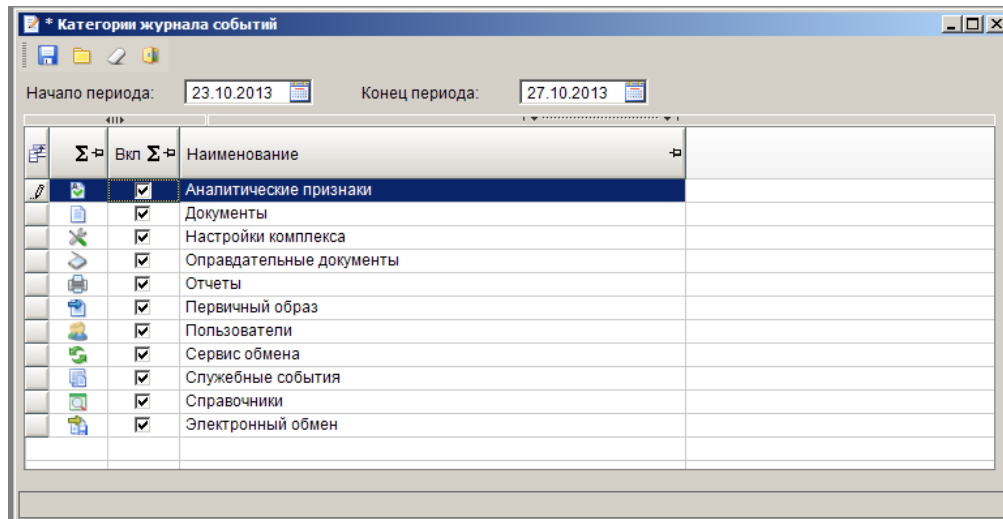 * Категории журнала событий
Начало периода: 23.10.2013 Конец периода: 27.10.2013
Σ Вкл Σ Наименование
Аналитические признаки
Документы
Настройки комплекса
Оправдательные документы
Отчеты
Первичный образ
Пользователи
Сервис обмена
Служебные события
Справочники
Электронный обмен